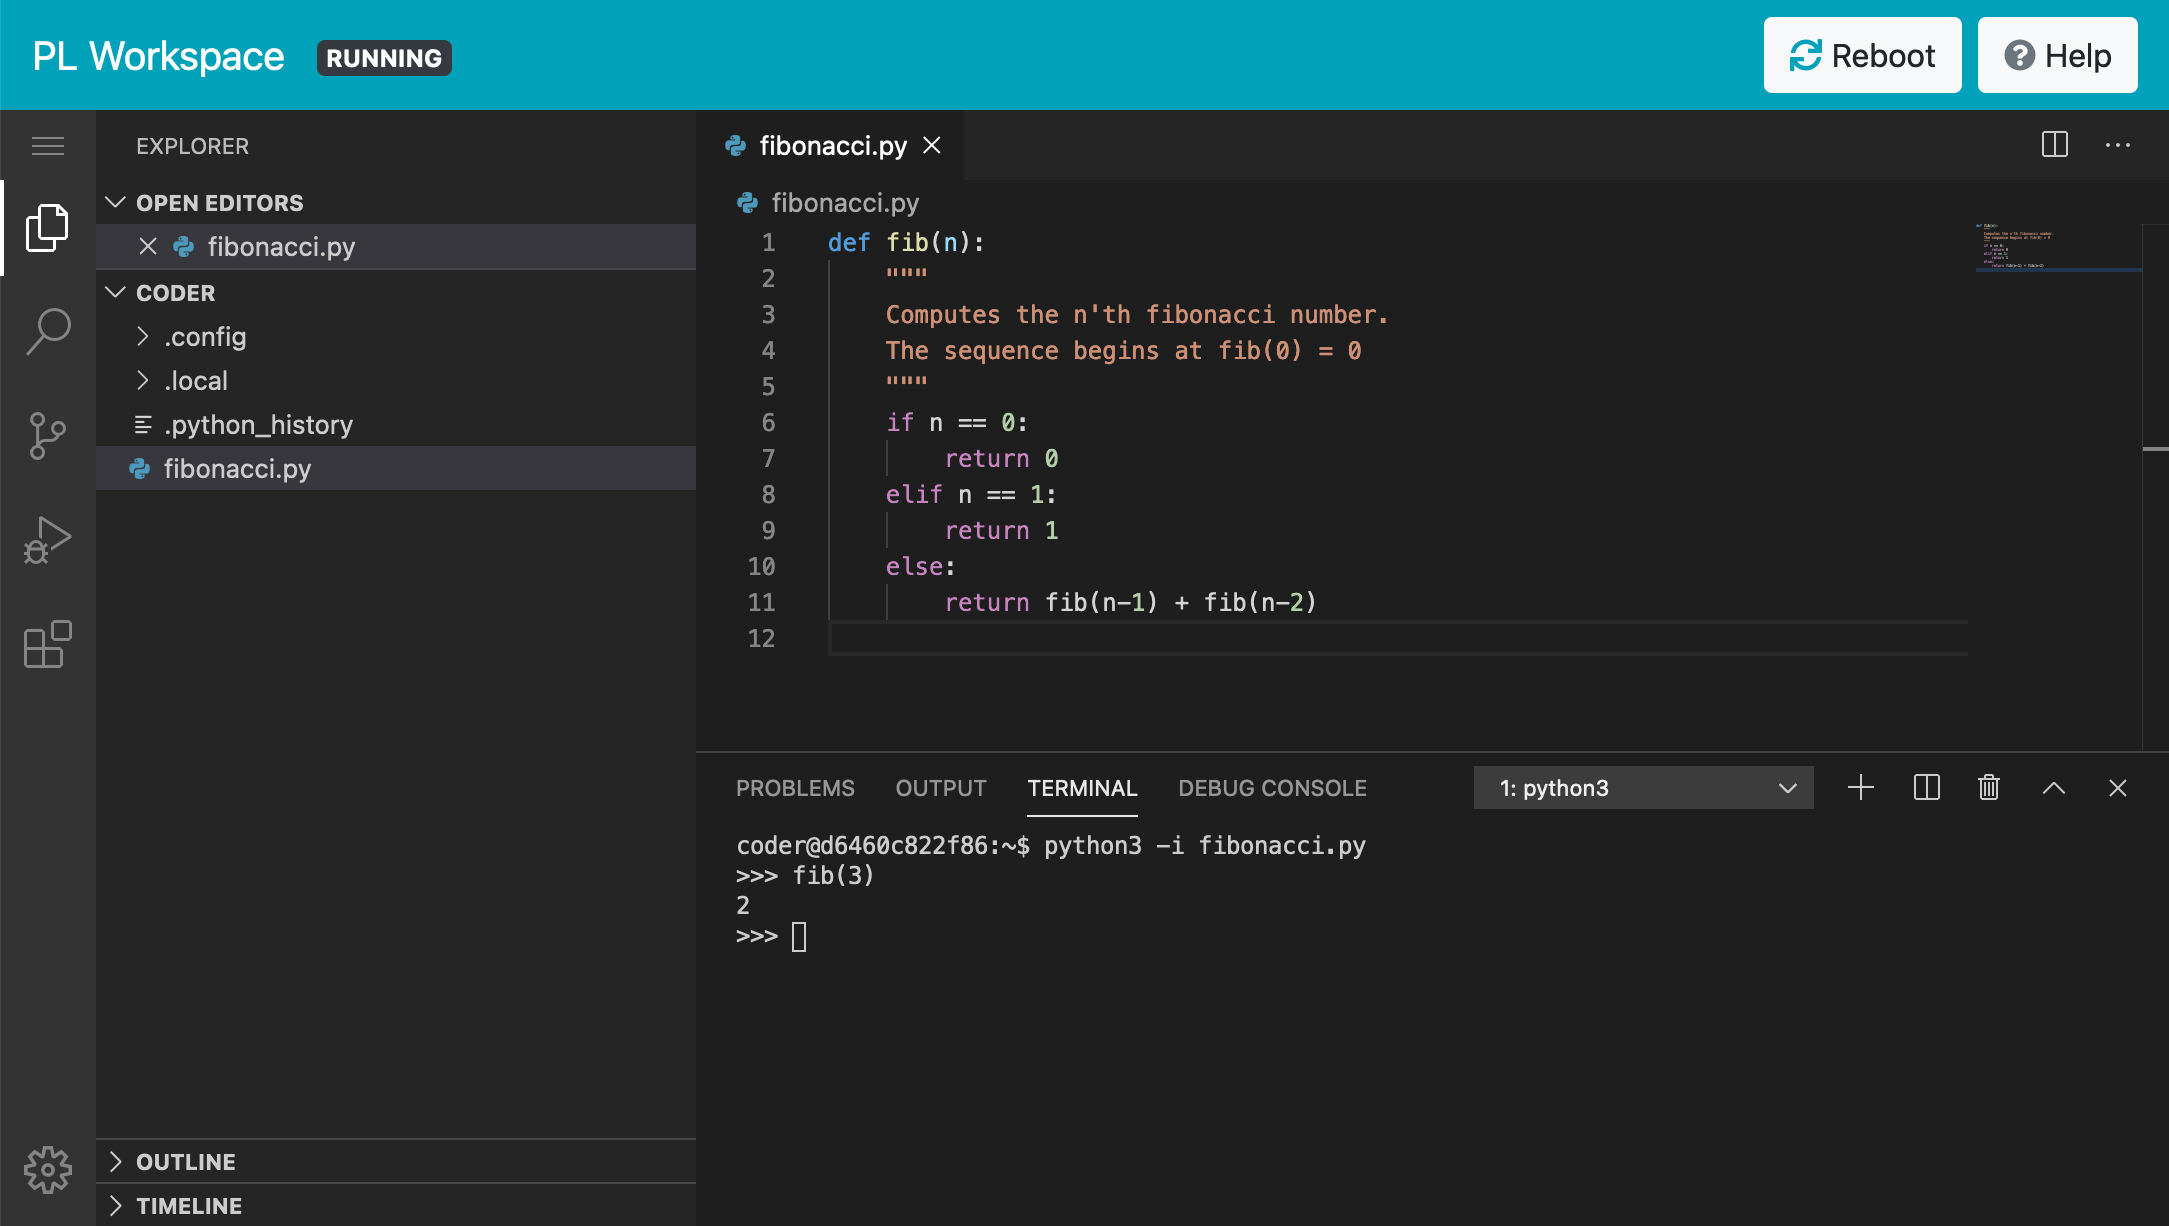 PL Workspace RUNNING Reboot Help
EXPLORER
OPEN EDITORS
fibonacci.py
CODER
.config
.local
.python_history
fibonacci.py
OUTLINE
TIMELINE
fibonacci.py
fibonacci.py
1 def fib(n):
2 """
3 Computes the n'th fibonacci number.
4 The sequence begins at fib(0) = 0
5 """
6 if n == 0:
7 return 0
8 elif n == 1:
9 return 1
10 else:
11 return fib(n-1) + fib(n-2)
12
PROBLEMS OUTPUT TERMINAL DEBUG CONSOLE 1: python3
coder@d6460c822f86:~$ python3 -i fibonacci.py
>>> fib(3)
2
>>>